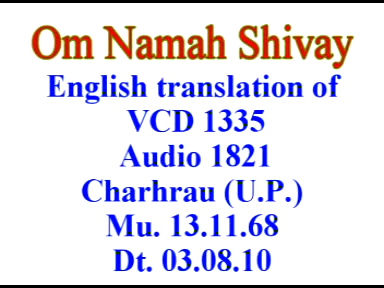 Om Namah Shivay
English translation of
VCD 1335
Audio 1821
Charhrau (U.P.)
Mu. 13.11.68
Dt. 03.08.10